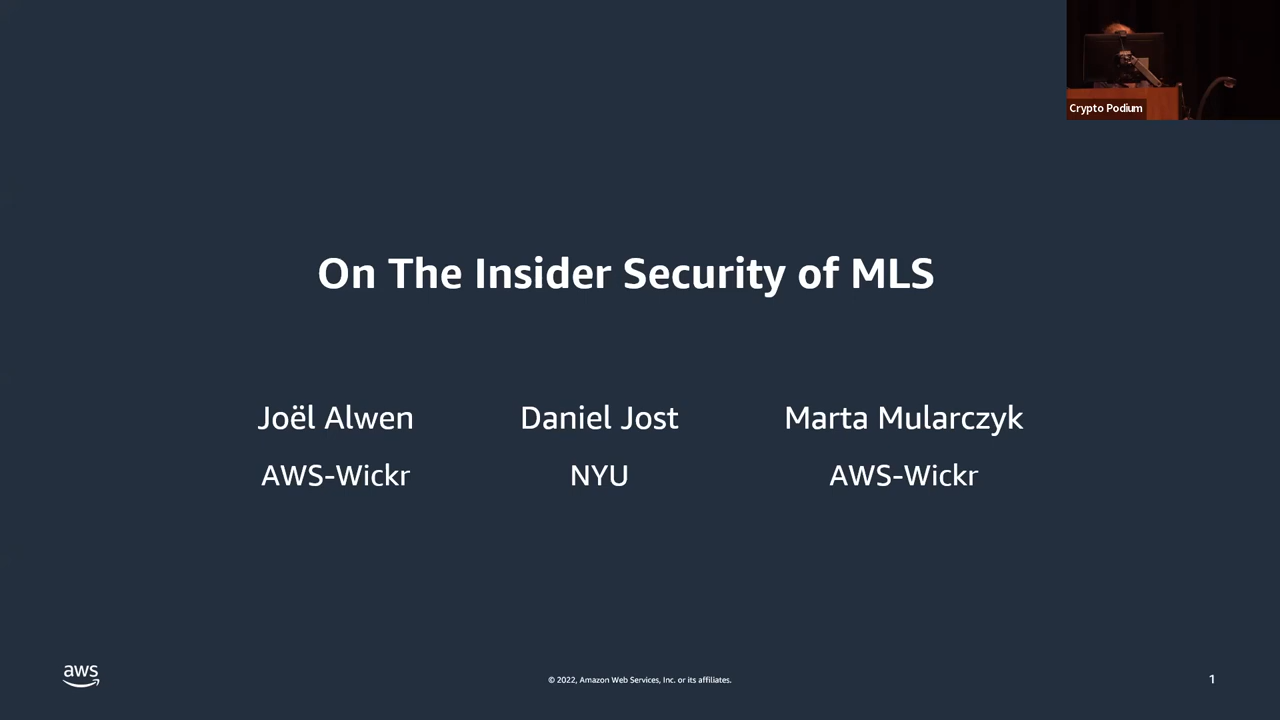 Crypto Podium
On The Insider Security of MLS
Joël Alwen
Daniel Jost
Marta Mularczyk
AWS-Wickr
NYU
AWS-Wickr
aws
© 2022, Amazon Web Services, Inc. or its affiliates.
1